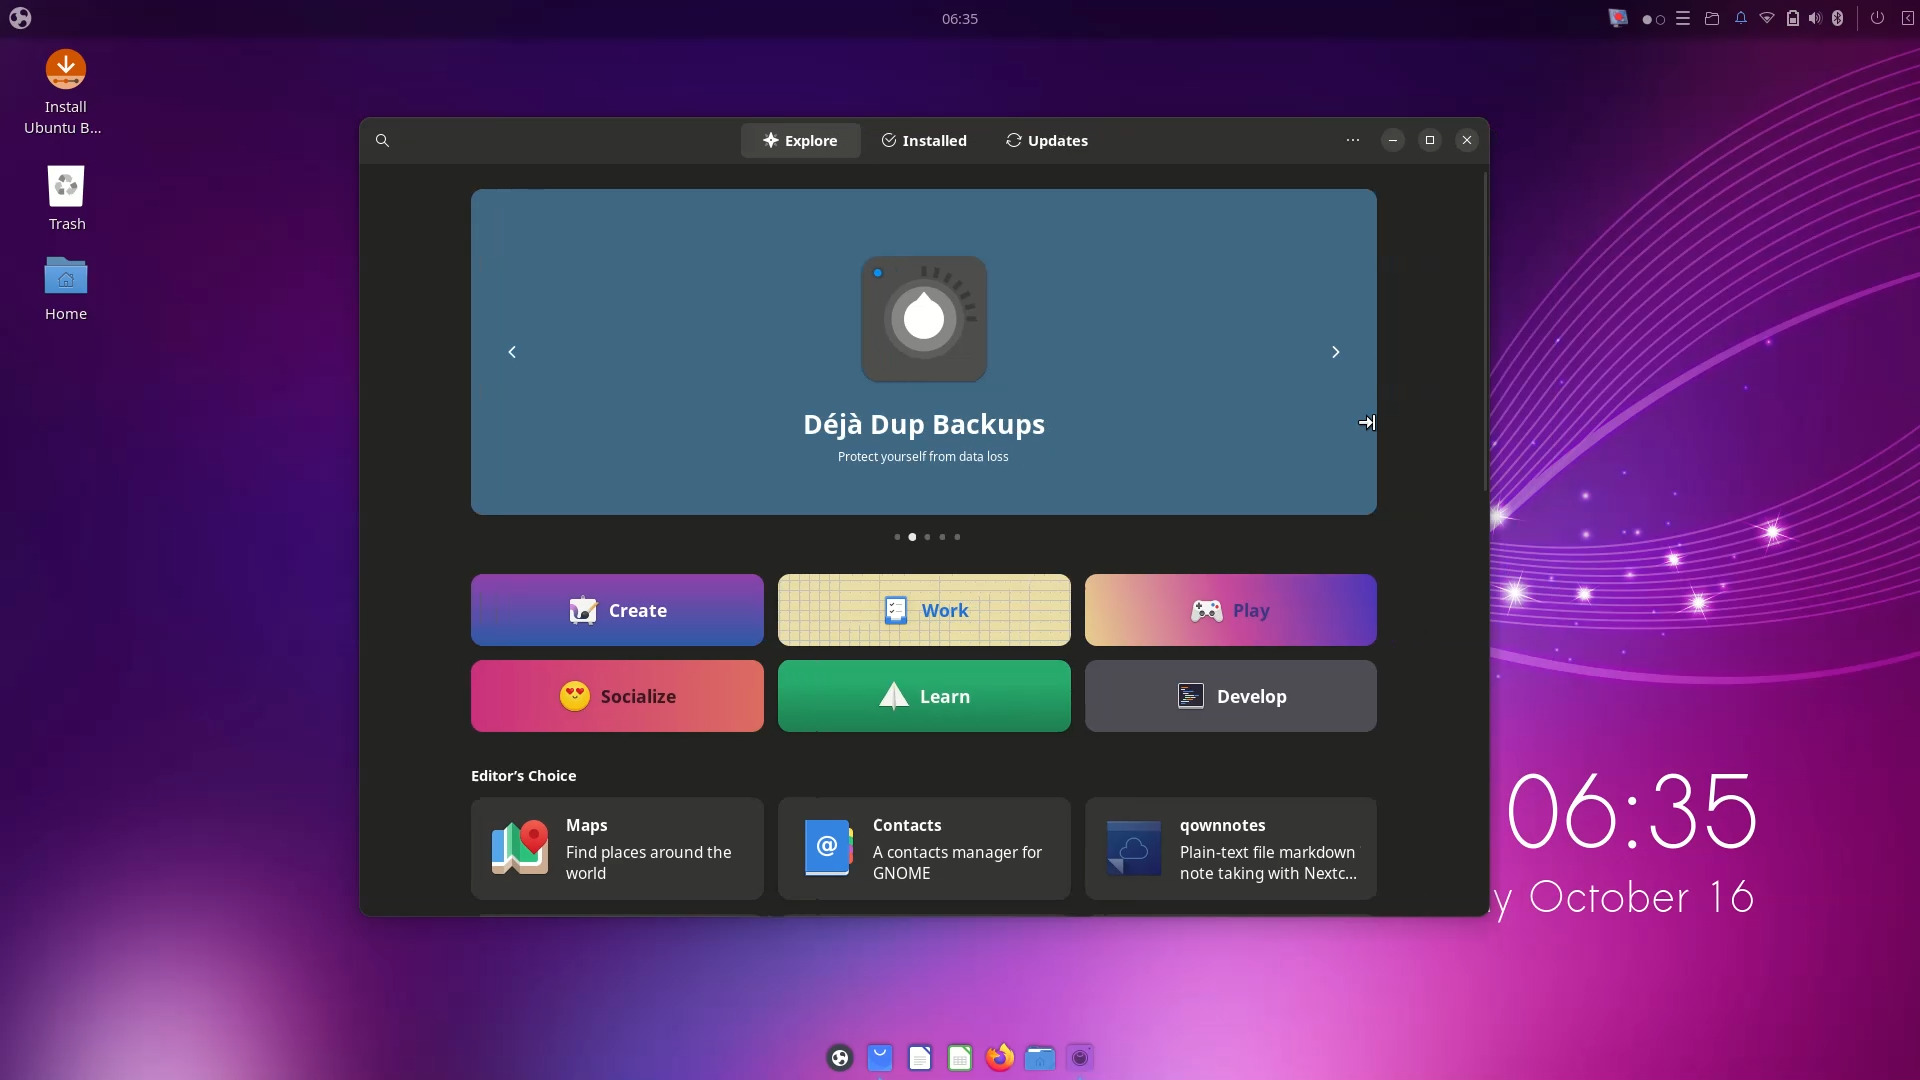 06:35
Install
Ubuntu B...
Trash
Home
Explore
Installed
Updates
Déjà Dup Backups
Protect yourself from data loss
Create
Work
Play
Socialize
Learn
Develop
Editor’s Choice
Maps
Find places around the
world
Contacts
A contacts manager for
GNOME
qownnotes
Plain-text file markdown
note taking with Nextc...
06:35
y October 16